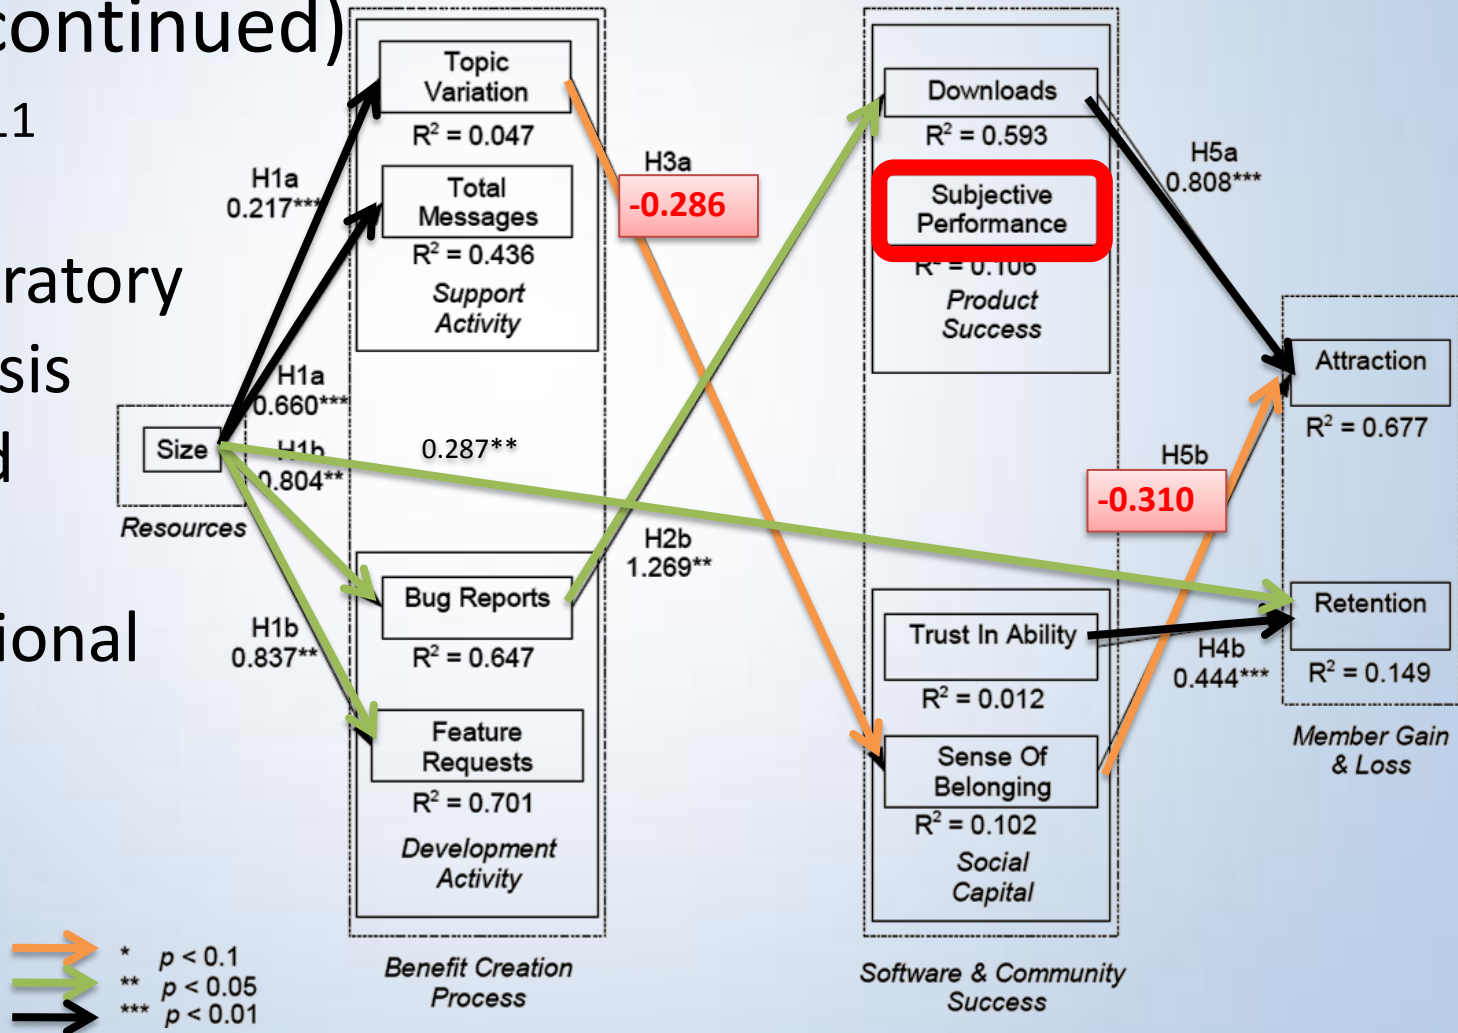 continued)
11
ratory
sis
d
ional
Topic
Variation
R² = 0.047
Total
Messages
R² = 0.436
Support
Activity
H1a
0.217***
H1a
0.660***
H1b
0.804**
0.287**
Size
Resources
H1b
0.837**
Bug Reports
R² = 0.647
Feature
Requests
R² = 0.701
Development
Activity
Benefit Creation
Process
H3a
-0.286
H2b
1.269**
Downloads
R² = 0.593
Subjective
Performance
R² = 0.106
Product
Success
Trust In Ability
R² = 0.012
Sense Of
Belonging
R² = 0.102
Social
Capital
Software & Community
Success
H5a
0.808***
H5b
-0.310
H4b
0.444***
Attraction
R² = 0.677
Retention
R² = 0.149
Member Gain
& Loss
* p < 0.1
** p < 0.05
*** p < 0.01